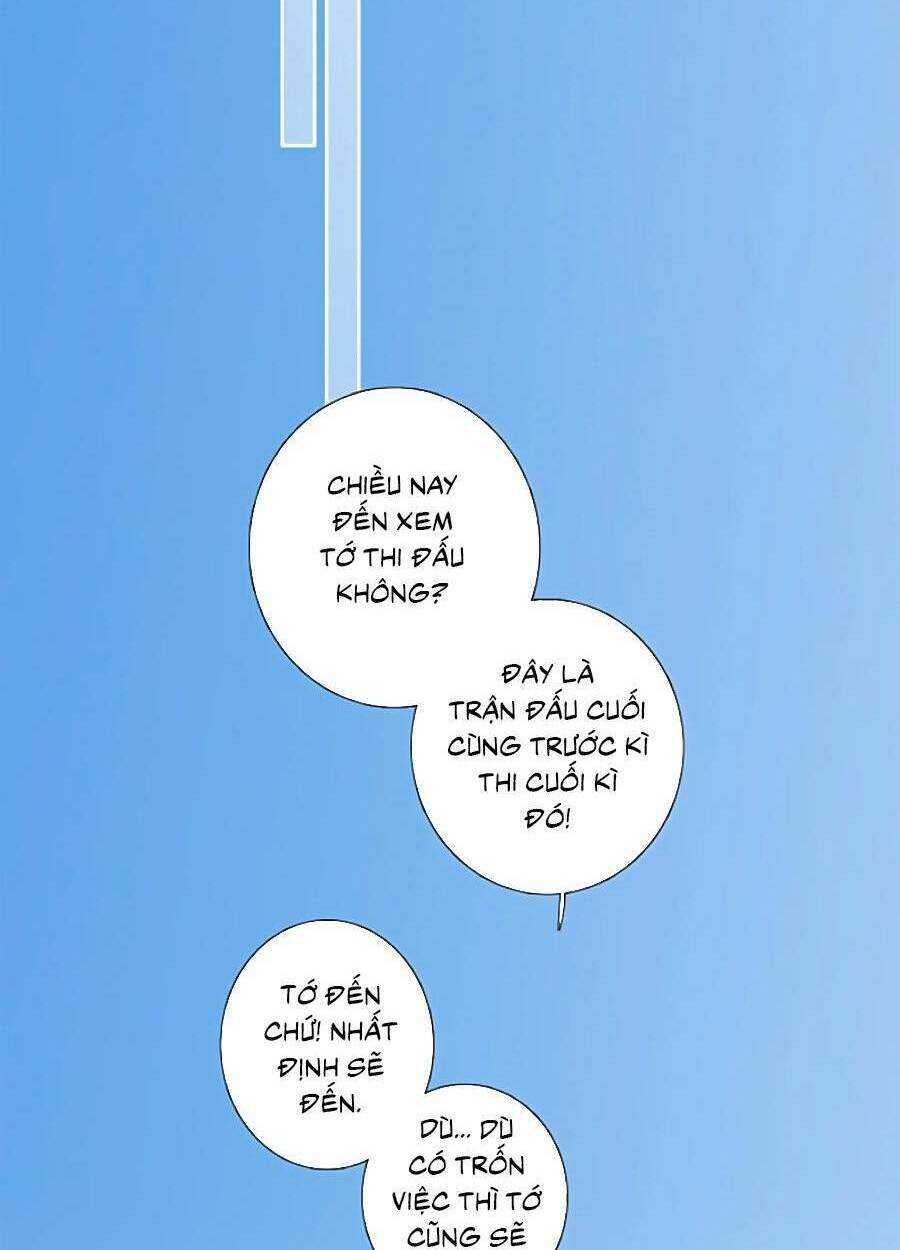 CHIỀU NAY
ĐẾN XEM
TỚ THI ĐẤU
KHÔNG?
ĐÂY LÀ
TRẬN ĐẤU CUỐI
CÙNG TRƯỚC KÌ
THI CUỐI KÌ
ĐÓ!
TỚ ĐẾN
CHỨ! NHẤT
ĐỊNH SẼ
ĐẾN.
DÙ... DÙ
CÓ TRỐN
VIỆC THÌ TỚ
CŨNG SẼ